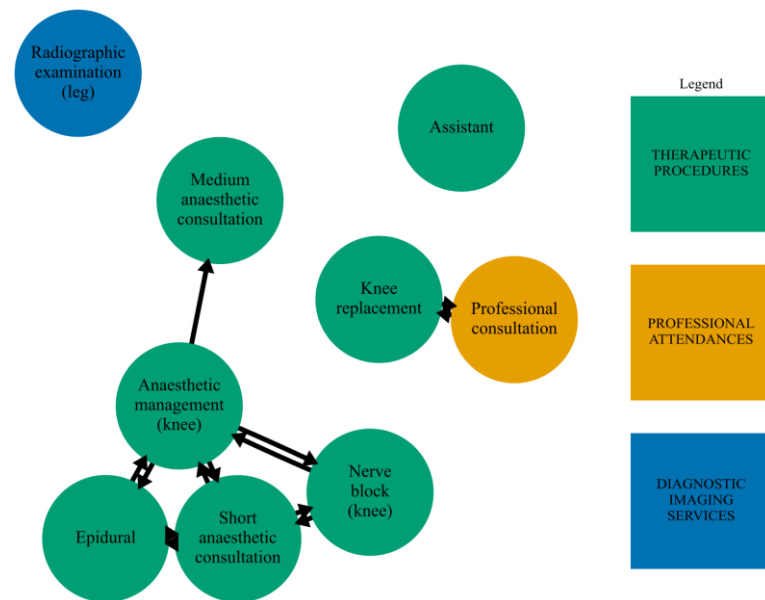 Radiographic
examination
(leg)
Assistant
Medium
anaesthetic
consultation
Knee
replacement
Professional
consultation
Anaesthetic
management
(knee)
Nerve
block
(knee)
Epidural
Short
anaesthetic
consultation
Legend
THERAPEUTIC
PROCEDURES
PROFESSIONAL
ATTENDANCES
DIAGNOSTIC
IMAGING
SERVICES